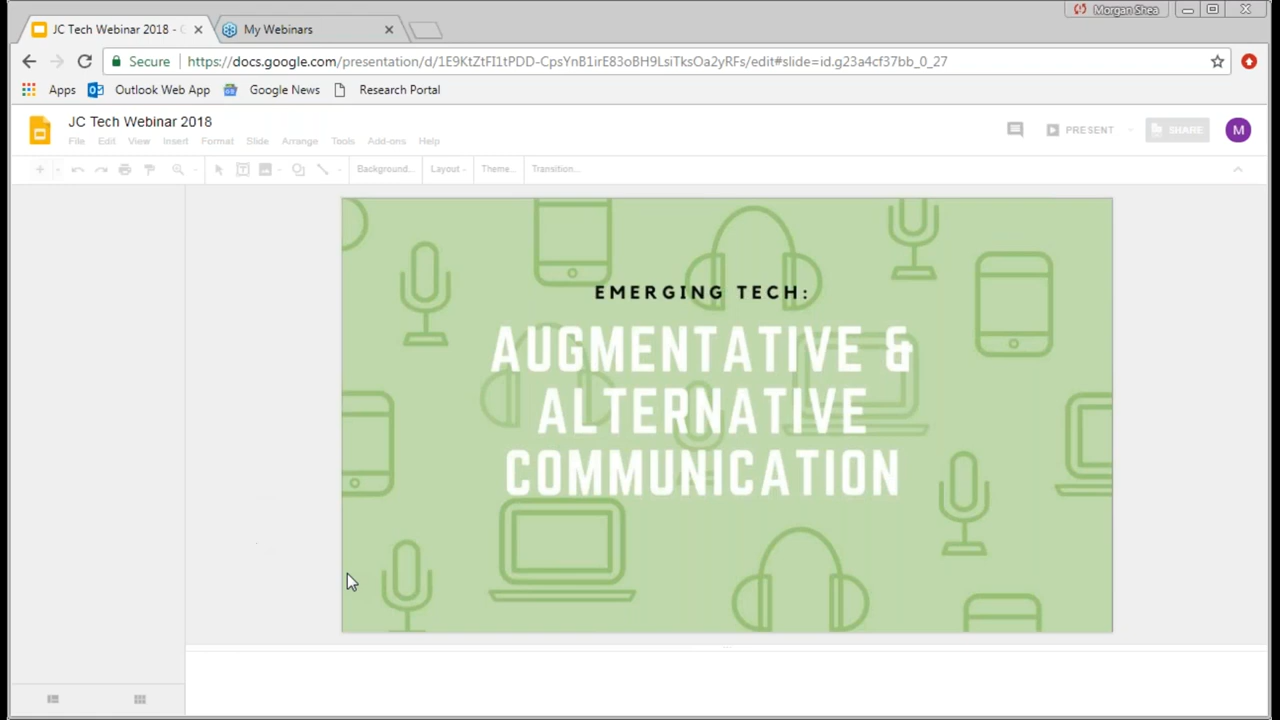 Morgan Shea
JC Tech Webinar 2018 - G
My Webinars
Secure
https://docs.google.com/presentation/d/1E9KtZtFI1tPDD-CpsYnB1irE83oBH9LsiTksOa2yRFs/edit#slide=id.g23a4cf37bb_0_27
Apps Outlook Web App Google News Research Portal
JC Tech Webinar 2018
File Edit View Insert Format Slide Arrange Tools Add-ons Help
PRESENT
SHARE
M
Background... Layout Theme... Transition...
EMERGING TECH:
AUGMENTATIVE &
ALTERNATIVE
COMMUNICATION